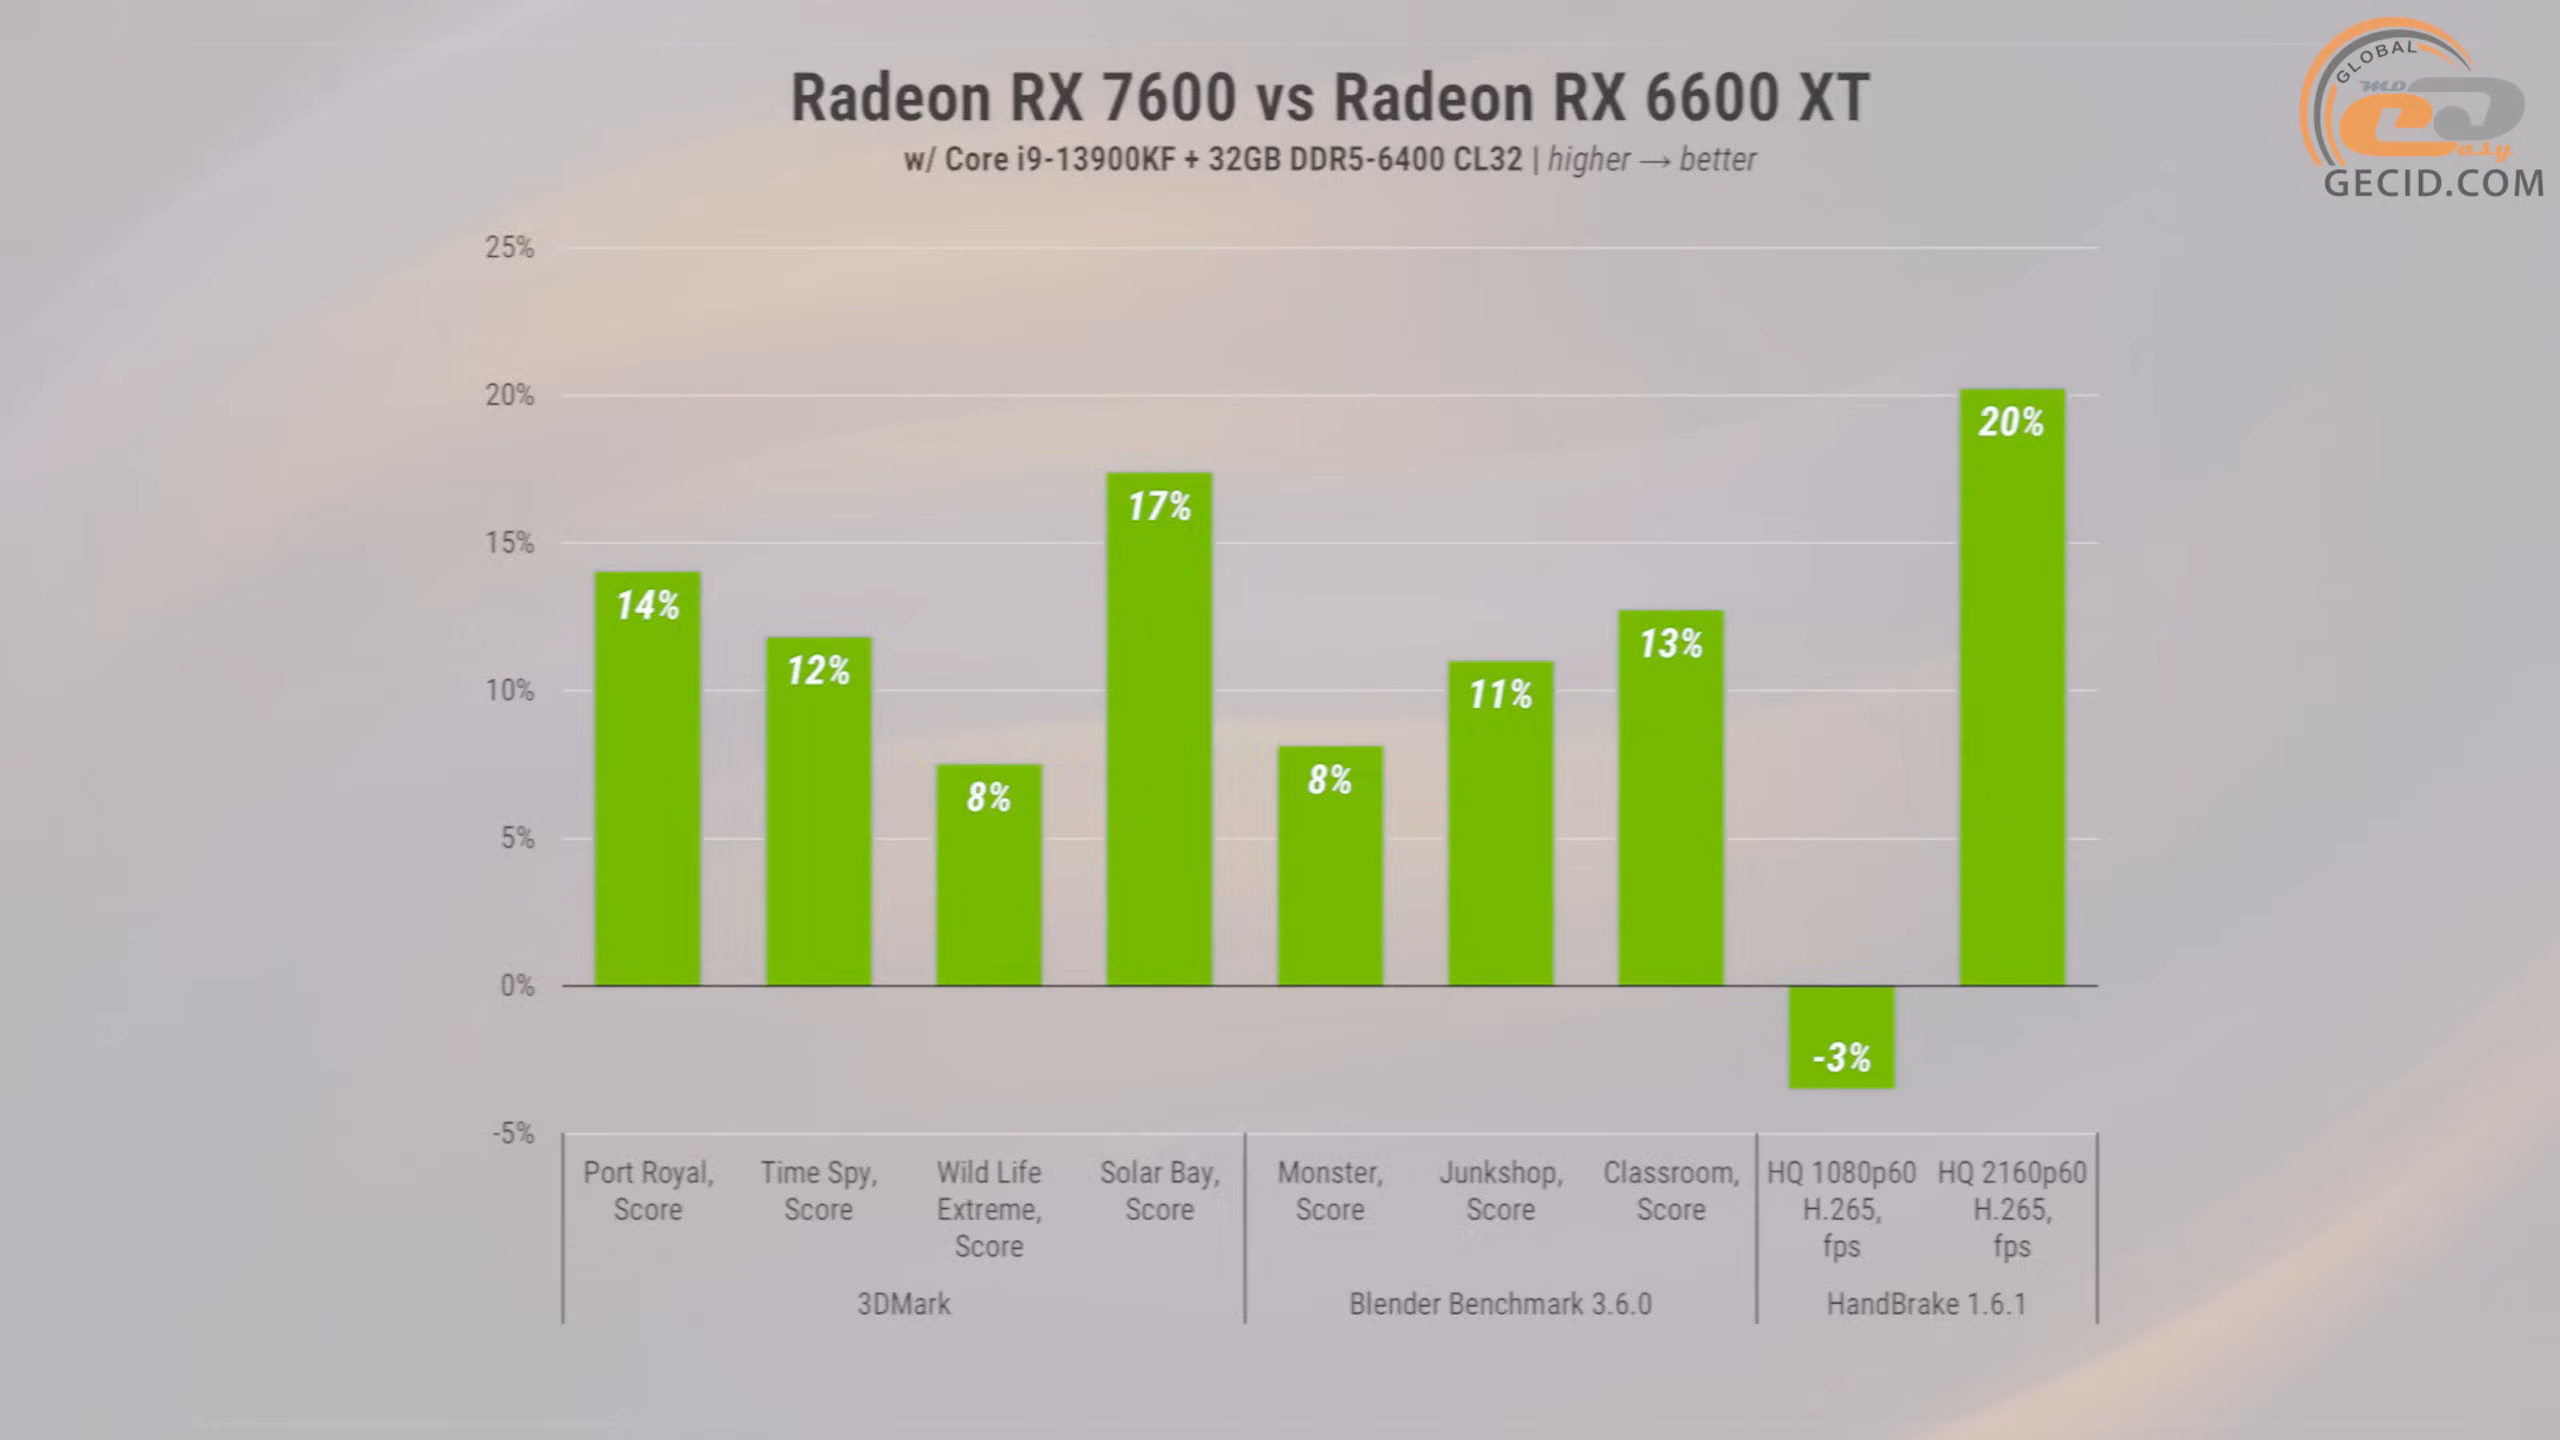 Radeon RX 7600 vs Radeon RX 6600 XT
w/ Core i9-13900KF + 32GB DDR5-6400 CL32 | higher → better
GLOBAL
easy
GECID.COM
25%
20%
15%
10%
5%
0%
-5%
14%
12%
8%
17%
8%
11%
13%
-3%
20%
Port Royal,
Score
Time Spy,
Score
Wild Life
Extreme,
Score
Solar Bay,
Score
Monster,
Score
Junkshop,
Score
Classroom,
Score
HQ 1080p60
H.265,
fps
HQ 2160p60
H.265,
fps
3DMark
Blender Benchmark 3.6.0
HandBrake 1.6.1